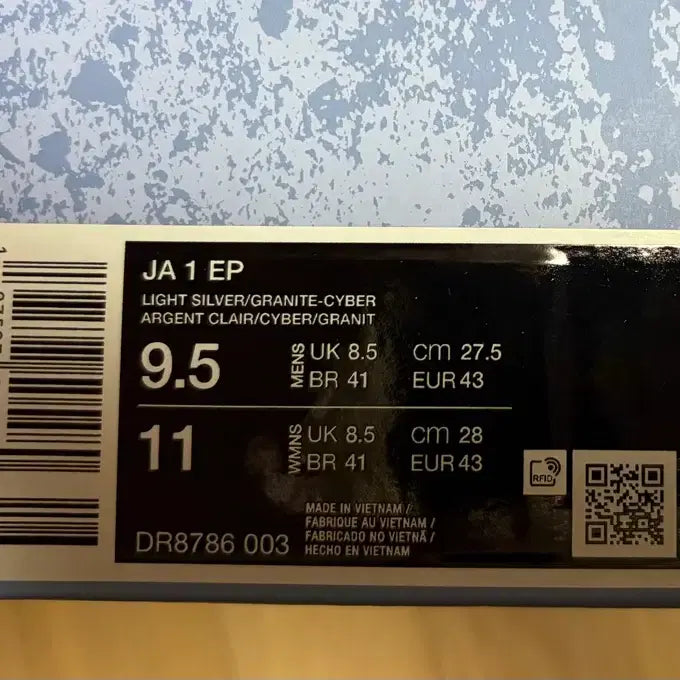 JA 1 EP
LIGHT SILVER/GRANITE-CYBER
ARGENT CLAIR/CYBER/GRANIT
9.5 MENS UK 8.5 cm 27.5
BR 41 EUR 43
11 WMNS UK 8.5 cm 28
BR 41 EUR 43
RFID
MADE IN VIETNAM /
FABRIQUE AU VIETNAM /
FABRICADO NO VIETNÃ /
HECHO EN VIETNAM
DR8786 003